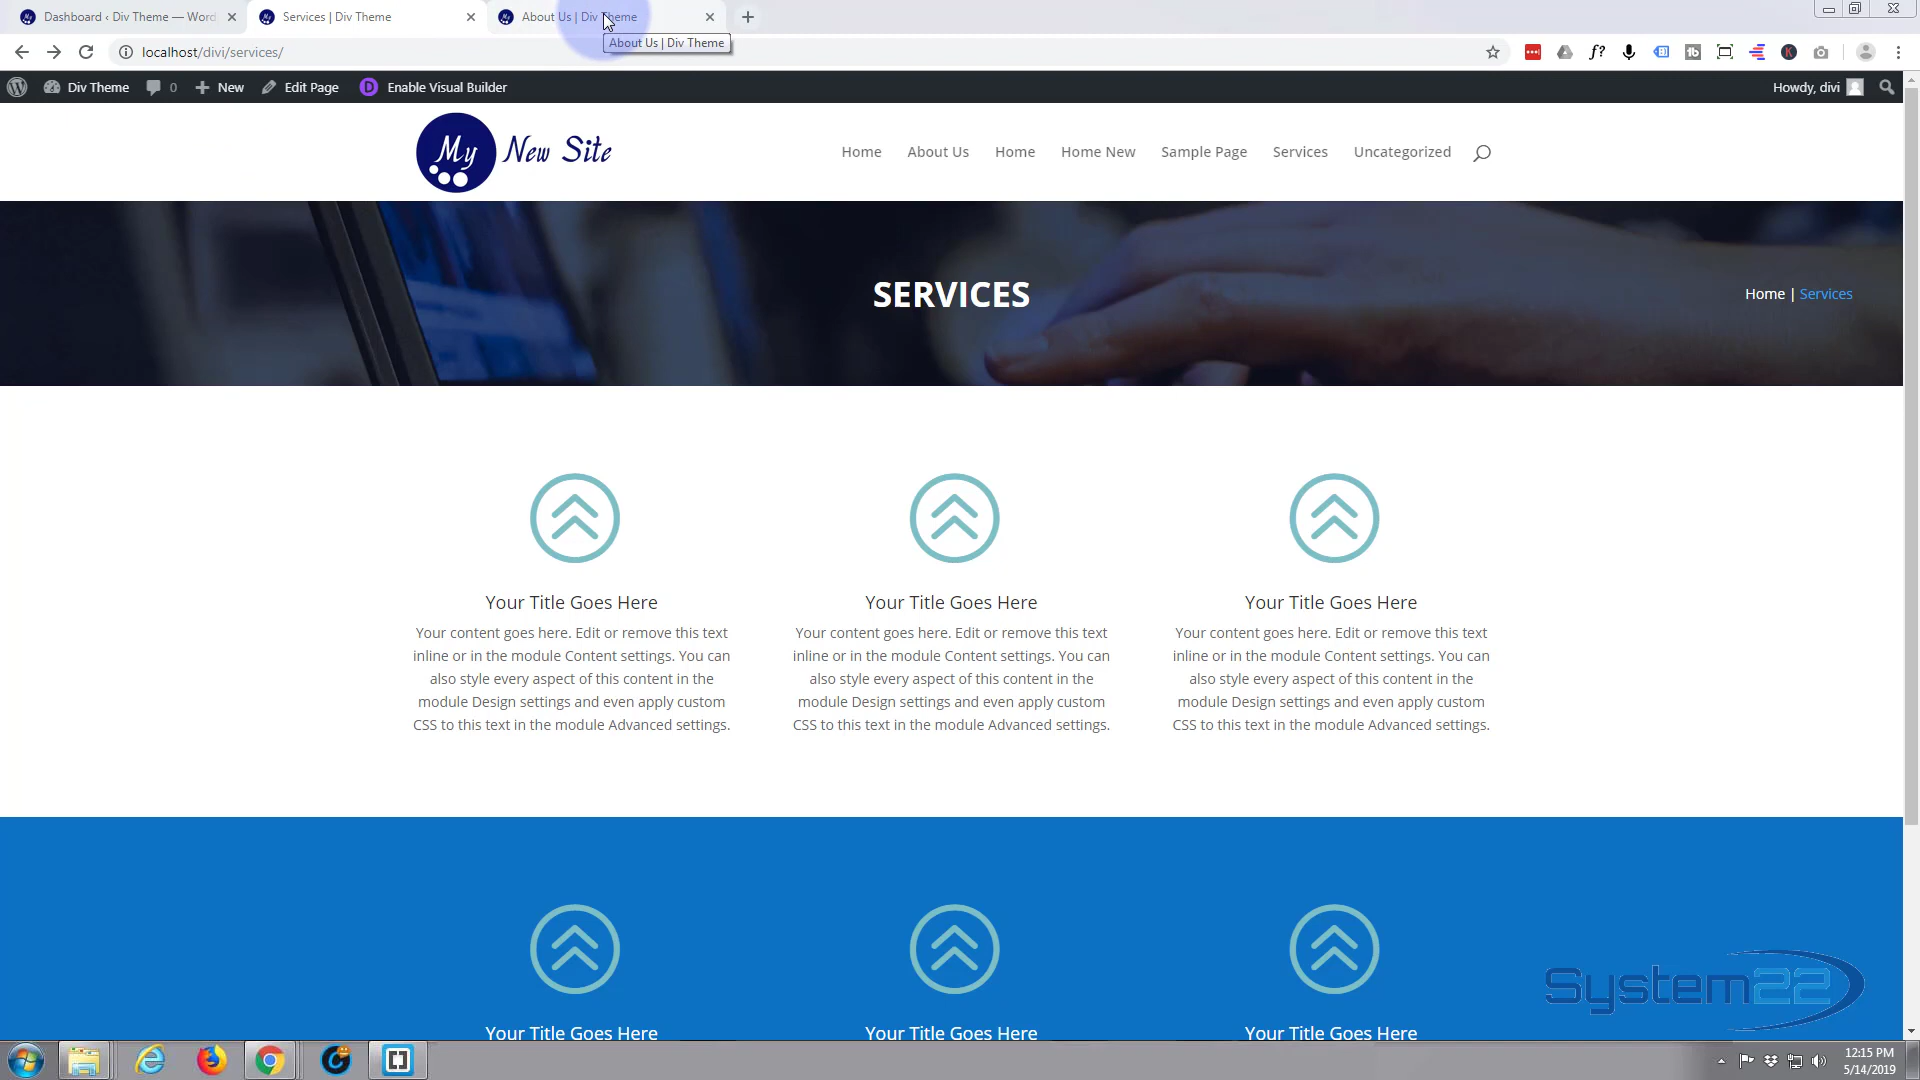 Dashboard ‹ Div Theme — Word
Services | Div Theme
About Us | Div Theme
About Us | Div Theme
localhost/divi/services/
Div Theme
0
New
Edit Page
D
Enable Visual Builder
Howdy, divi
My New Site
Home
About Us
Home
Home New
Sample Page
Services
Uncategorized
SERVICES
Home | Services
Your Title Goes Here
Your content goes here. Edit or remove this text
inline or in the module Content settings. You can
also style every aspect of this content in the
module Design settings and even apply custom
CSS to this text in the module Advanced settings.
Your Title Goes Here
Your content goes here. Edit or remove this text
inline or in the module Content settings. You can
also style every aspect of this content in the
module Design settings and even apply custom
CSS to this text in the module Advanced settings.
Your Title Goes Here
Your content goes here. Edit or remove this text
inline or in the module Content settings. You can
also style every aspect of this content in the
module Design settings and even apply custom
CSS to this text in the module Advanced settings.
Your Title Goes Here
Your Title Goes Here
Your Title Goes Here
System22
12:15 PM
5/14/2019